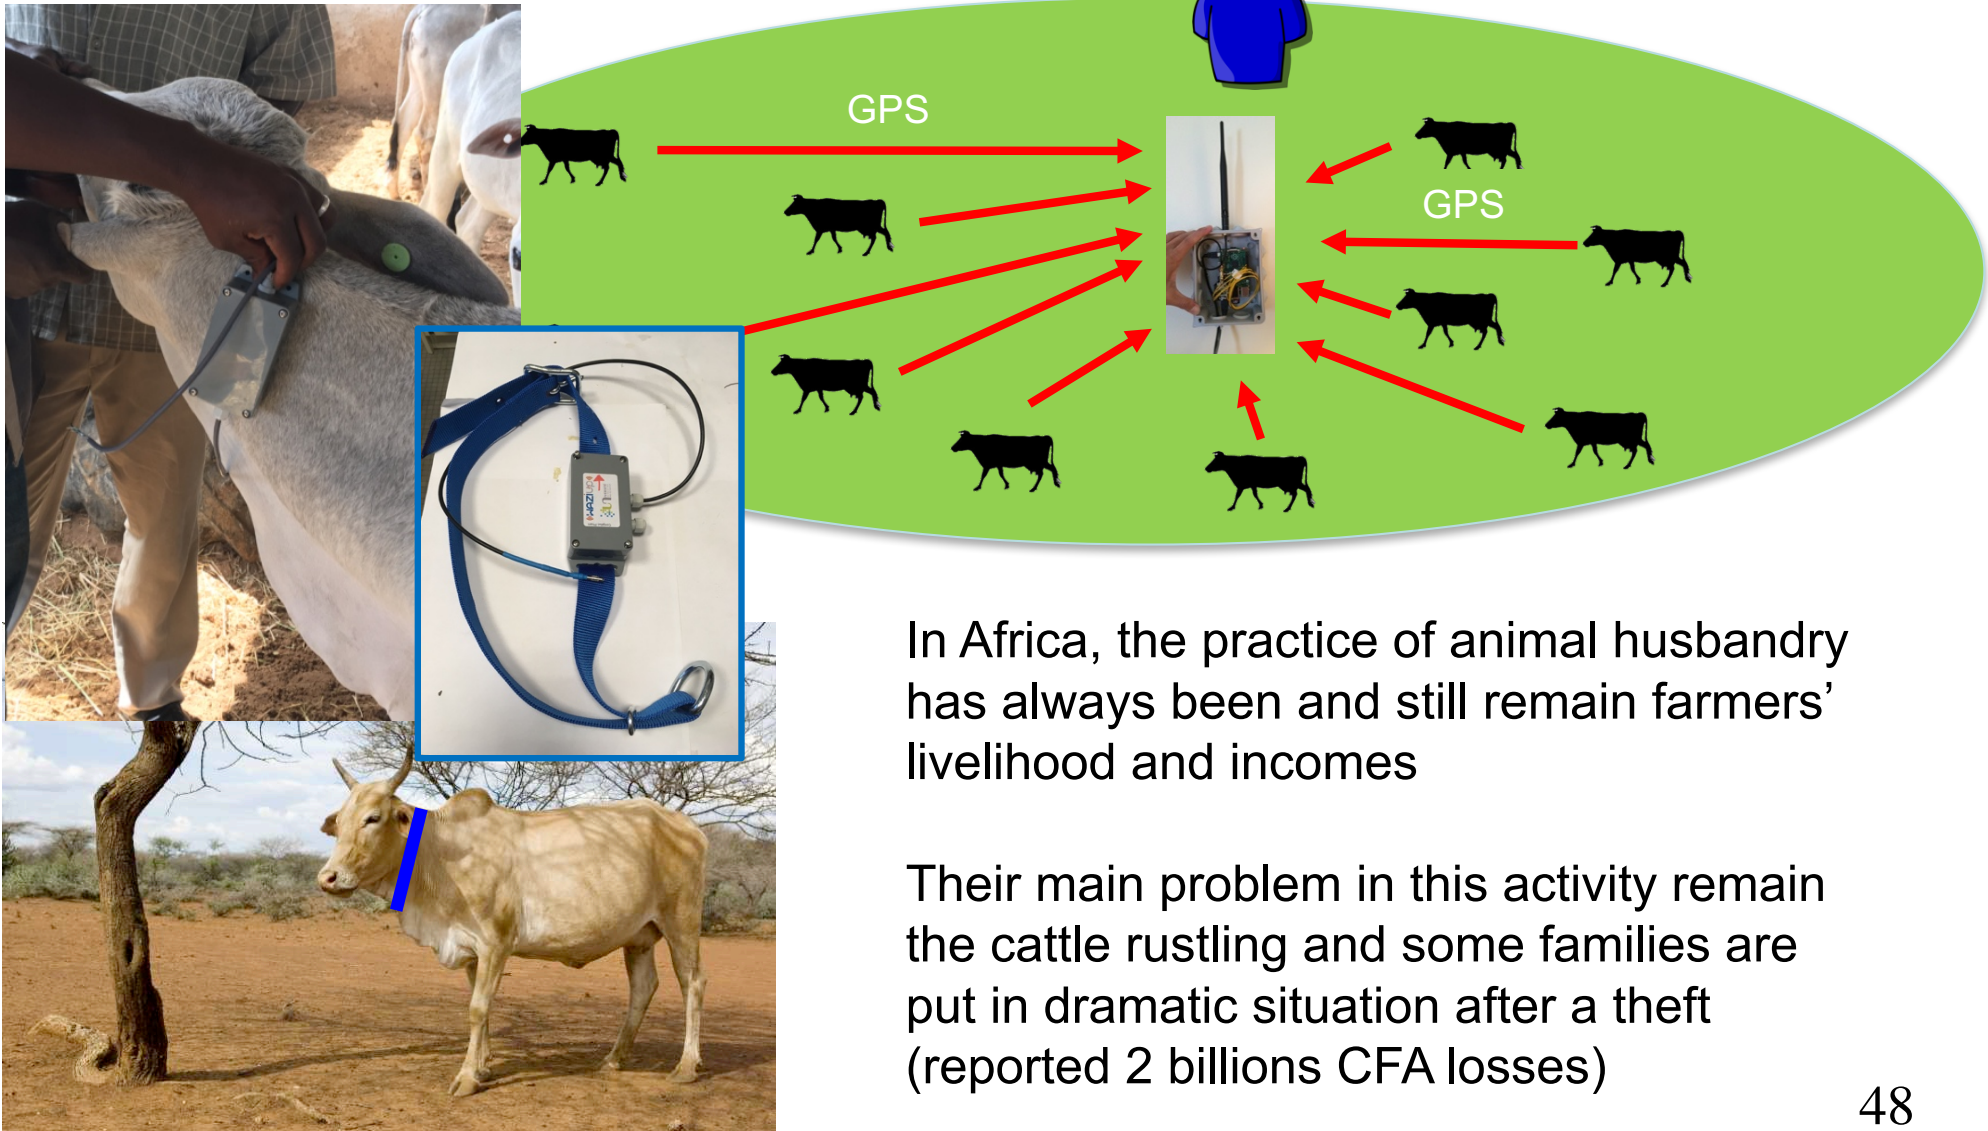 GPS
GPS
WAZIUP
In Africa, the practice of animal husbandry
has always been and still remain farmers’
livelihood and incomes
Their main problem in this activity remain
the cattle rustling and some families are
put in dramatic situation after a theft
(reported 2 billions CFA losses)
48